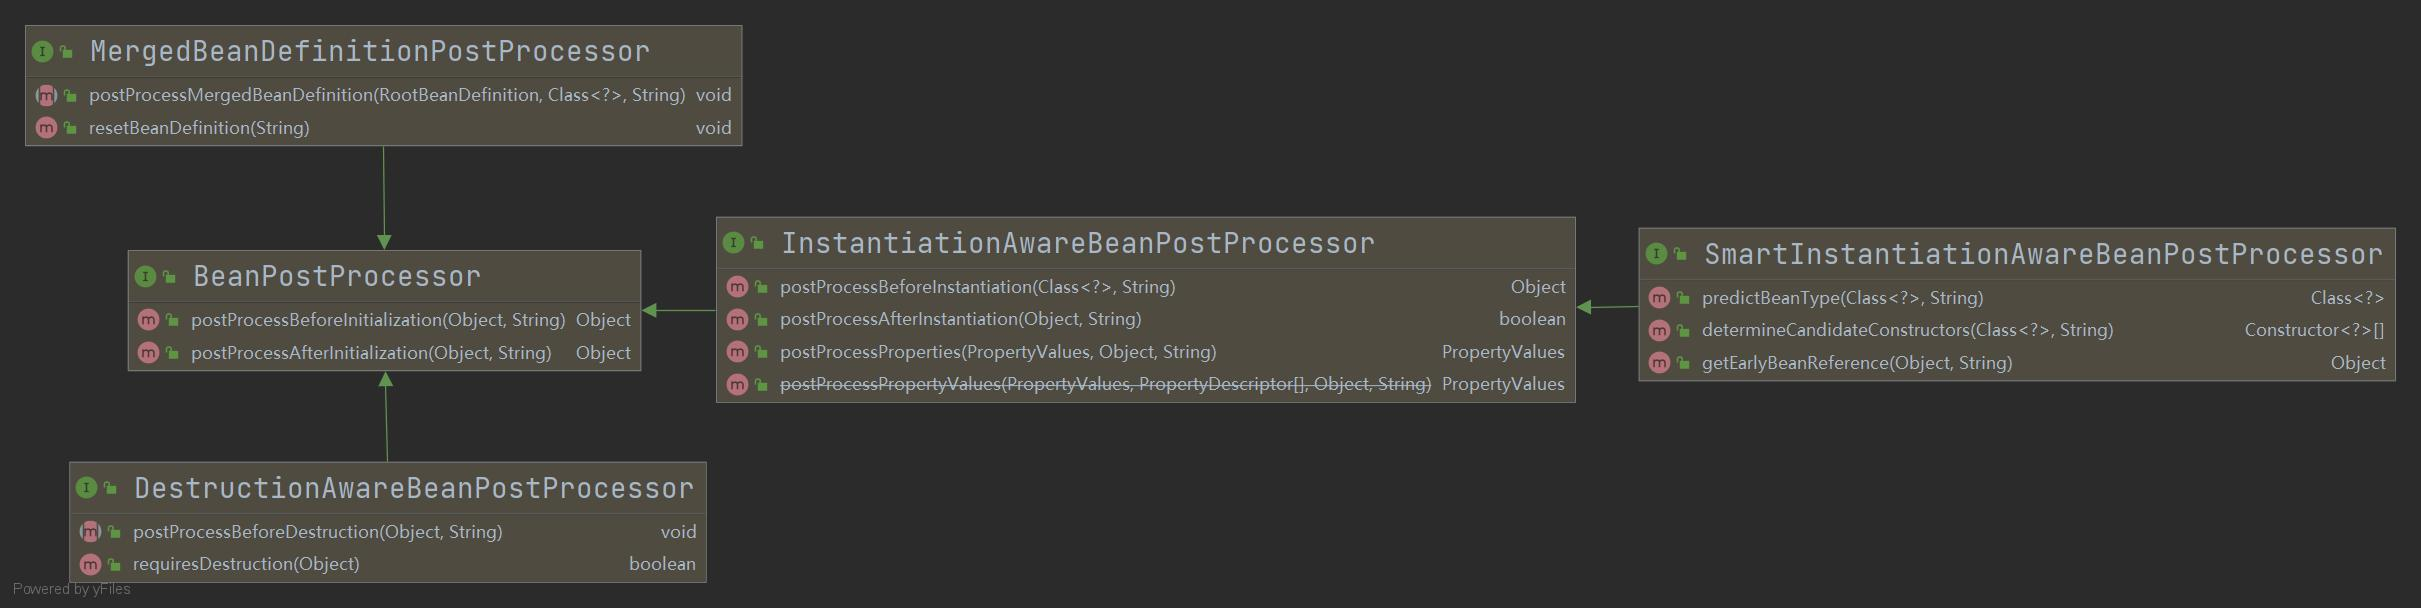 MergedBeanDefinitionPostProcessor
postProcessMergedBeanDefinition(RootBeanDefinition, Class<?>, String) void
resetBeanDefinition(String) void
BeanPostProcessor
postProcessBeforeInitialization(Object, String) Object
postProcessAfterInitialization(Object, String) Object
InstantiationAwareBeanPostProcessor
postProcessBeforeInstantiation(Class<?>, String) Object
postProcessAfterInstantiation(Object, String) boolean
postProcessProperties(PropertyValues, Object, String) PropertyValues
postProcessPropertyValues(PropertyValues, PropertyDescriptor[], Object, String) PropertyValues
SmartInstantiationAwareBeanPostProcessor
predictBeanType(Class<?>, String) Class<?>
determineCandidateConstructors(Class<?>, String) Constructor<?>[]
getEarlyBeanReference(Object, String) Object
DestructionAwareBeanPostProcessor
postProcessBeforeDestruction(Object, String) void
requiresDestruction(Object) boolean
Powered by yFiles